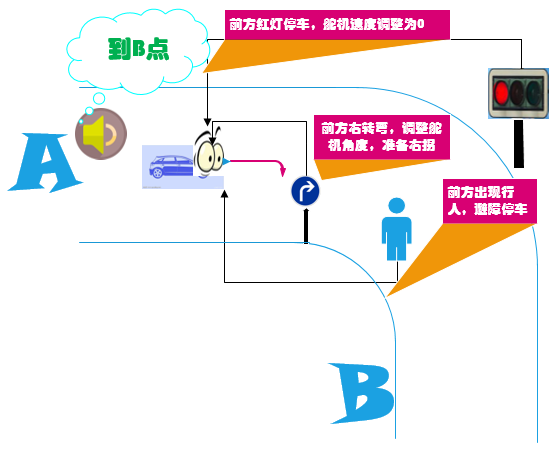 前方红灯停车，舵机速度调整为0
到B点
前方右转弯，调整舵
机角度，准备右拐
A
前方出现行
人，避障停车
B